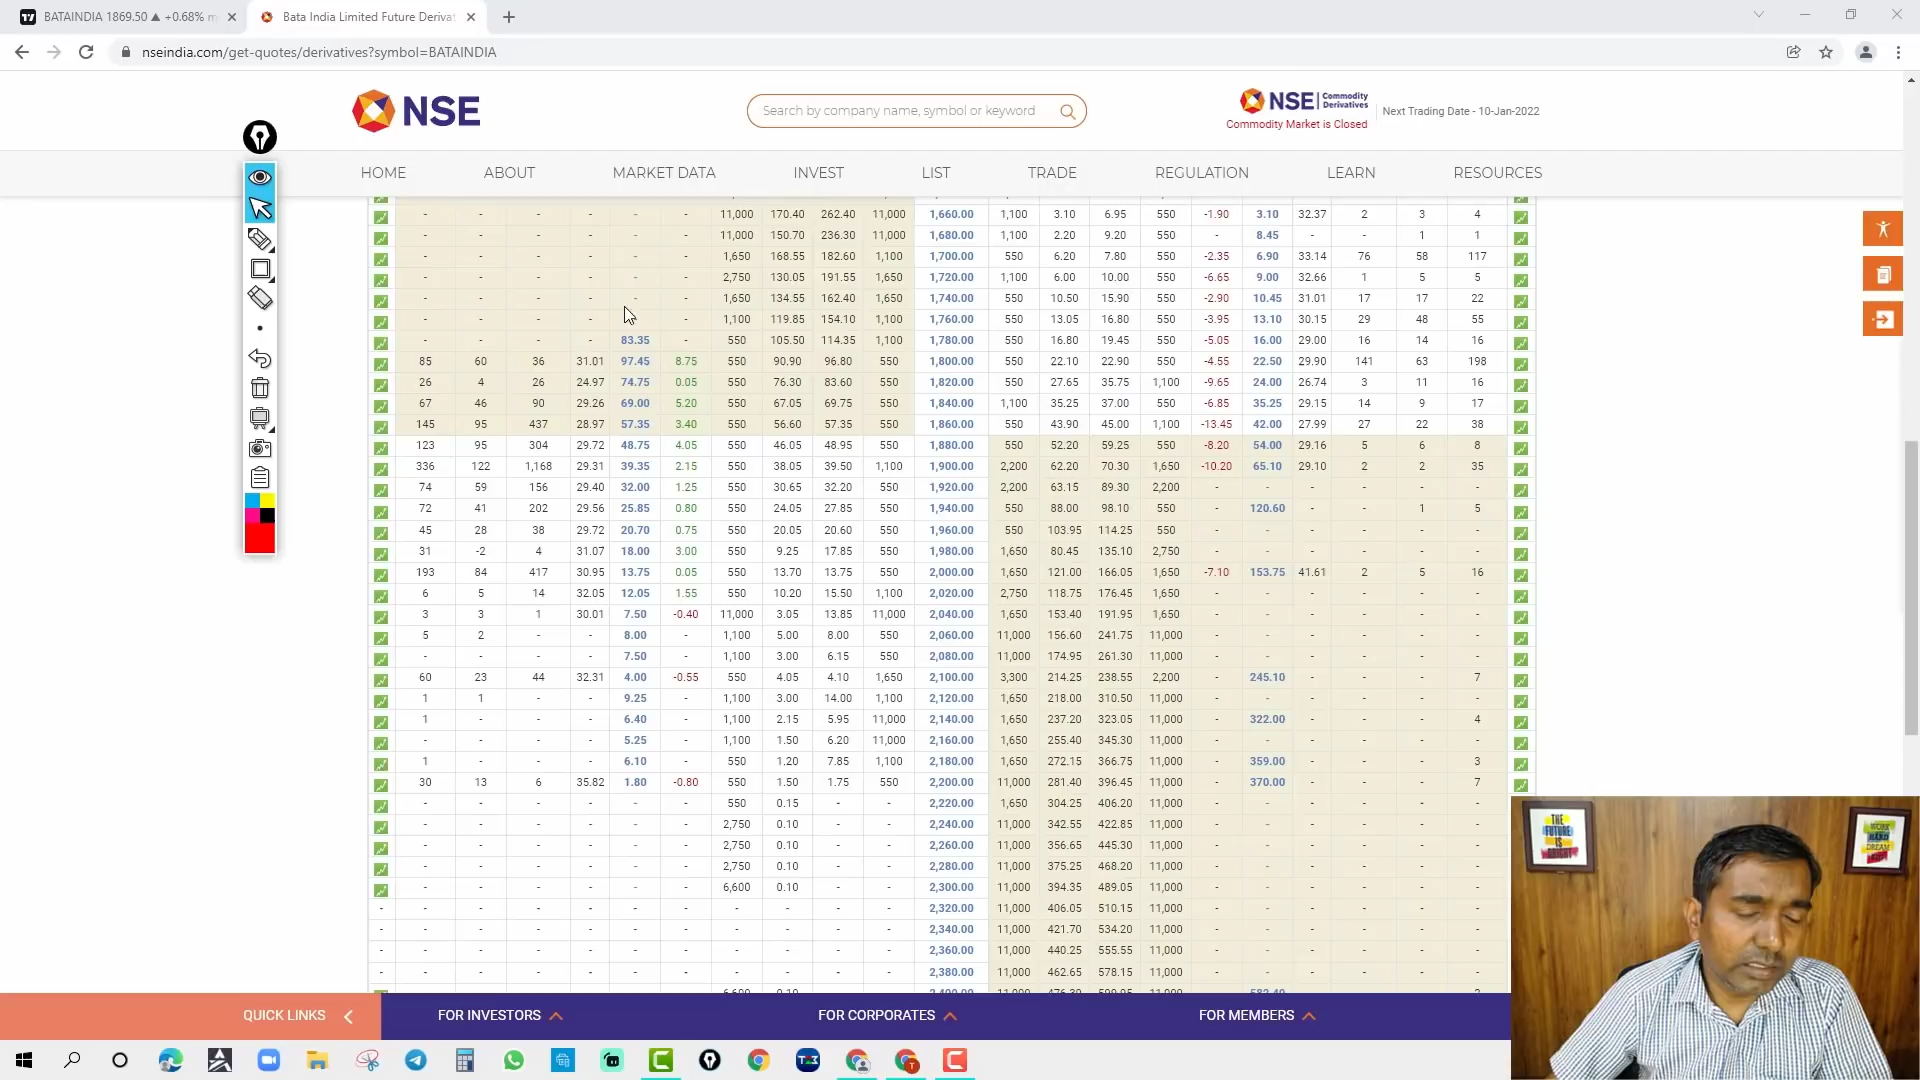 BATAINDIA 1869.50 ▲ +0.68%
Bata India Limited Future Deriva
nseindia.com/get-quotes/derivatives?symbol=BATAINDIA
NSE
Search by company name, symbol or keyword
NSE Commodity Derivatives
Commodity Market is Closed
Next Trading Date - 10-Jan-2022
HOME ABOUT MARKET DATA INVEST LIST TRADE REGULATION LEARN RESOURCES
- - - - - - 11,000 170.40 262.40 11,000 1,660.00 1,100 3.10 6.95 550 -1.90 3.10 32.37 2 3 4
- - - - - - 11,000 150.70 236.30 11,000 1,680.00 1,100 2.20 9.20 550 - 8.45 - - 1 1
- - - - - - 1,650 168.55 182.60 1,100 1,700.00 550 6.20 7.80 550 -2.35 6.90 33.14 76 58 117
- - - - - - 2,750 130.05 191.55 1,650 1,720.00 1,100 6.00 10.00 550 -6.65 9.00 32.66 1 5 5
- - - - - - 1,650 134.55 162.40 1,650 1,740.00 550 10.50 15.90 550 -2.90 10.45 31.01 17 17 22
- - - - - - 1,100 119.85 154.10 1,100 1,760.00 550 13.05 16.80 550 -3.95 13.10 30.15 29 48 55
- - - - 83.35 - 550 105.50 114.35 1,100 1,780.00 550 16.80 19.45 550 -5.05 16.00 29.00 16 14 16
85 60 36 31.01 97.45 8.75 550 90.90 96.80 550 1,800.00 550 22.10 22.90 550 -4.55 22.50 29.90 141 63 198
26 4 26 24.97 74.75 0.05 550 76.30 83.60 550 1,820.00 550 27.65 35.75 1,100 -9.65 24.00 26.74 3 11 16
67 46 90 29.26 69.00 5.20 550 67.05 69.75 550 1,840.00 1,100 35.25 37.00 550 -6.85 35.25 29.15 14 9 17
145 95 437 28.97 57.35 3.40 550 56.60 57.35 550 1,860.00 550 43.90 45.00 1,100 -13.45 42.00 27.99 27 22 38
123 95 304 29.72 48.75 4.05 550 46.05 48.95 550 1,880.00 550 52.20 59.25 550 -8.20 54.00 29.16 5 6 8
336 122 1,168 29.31 39.35 2.15 550 38.05 39.50 1,100 1,900.00 2,200 62.20 70.30 1,650 -10.20 65.10 29.10 2 2 35
74 59 156 29.40 32.00 1.25 550 30.65 32.20 550 1,920.00 2,200 63.15 89.30 2,200 - - - - - -
72 41 202 29.56 25.85 0.80 550 24.05 27.85 550 1,940.00 550 88.00 98.10 550 - 120.60 - - 1 5
45 28 38 29.72 20.70 0.75 550 20.05 20.60 550 1,960.00 550 103.95 114.25 550 - - - - - -
31 -2 4 31.07 18.00 3.00 550 9.25 17.85 550 1,980.00 1,650 80.45 135.10 2,750 - - - - - -
193 84 417 30.95 13.75 0.05 550 13.70 13.75 550 2,000.00 1,650 121.00 166.05 1,650 -7.10 153.75 41.61 2 5 16
6 5 14 32.05 12.05 1.55 550 10.20 15.50 1,100 2,020.00 2,750 118.75 176.45 1,650 - - - - - -
3 3 1 30.01 7.50 -0.40 11,000 3.05 13.85 11,000 2,040.00 1,650 153.40 191.95 1,650 - - - - - -
5 2 - - 8.00 - 1,100 5.00 8.00 550 2,060.00 11,000 156.60 241.75 11,000 - - - - - -
- - - - 7.50 - 1,100 3.00 6.15 550 2,080.00 11,000 174.95 261.30 11,000 - - - - - -
60 23 44 32.31 4.00 -0.55 550 4.05 4.10 1,650 2,100.00 3,300 214.25 238.55 2,200 - 245.10 - - - 7
1 1 - - 9.25 - 1,100 3.00 14.00 1,100 2,120.00 1,650 218.00 310.50 11,000 - - - - - -
1 - - - 6.40 - 1,100 2.15 5.95 11,000 2,140.00 1,650 237.20 323.05 11,000 - 322.00 - - - 4
- - - - 5.25 - 1,100 1.50 6.20 11,000 2,160.00 1,650 255.40 345.30 11,000 - - - - - -
1 - - - 6.10 - 550 1.20 7.85 1,100 2,180.00 1,650 272.15 366.75 11,000 - 359.00 - - - 3
30 13 6 35.82 1.80 -0.80 550 1.50 1.75 550 2,200.00 11,000 281.40 396.45 11,000 - 370.00 - - - 7
- - - - - - 550 0.15 - - 2,220.00 1,650 304.25 406.20 11,000 - - - - - -
- - - - - - 2,750 0.10 - - 2,240.00 11,000 342.55 422.85 11,000 - - -
- - - - - - 2,750 0.10 - - 2,260.00 11,000 356.65 445.30 11,000 - - -
- - - - - - 2,750 0.10 - - 2,280.00 11,000 375.25 468.20 11,000 - - -
- - - - - - 6,600 0.10 - - 2,300.00 11,000 394.35 489.05 11,000 - - -
- - - - - - - - - - - 2,320.00 11,000 406.05 510.15 11,000 - - -
- - - - - - - - - - - 2,340.00 11,000 421.70 534.20 11,000 - - -
- - - - - - - - - - - 2,360.00 11,000 440.25 555.55 11,000 - - -
- - - - - - - - - - - 2,380.00 11,000 462.65 578.15 11,000 - - -
THE FUTURE IS BRIGHT
WORK HARD DREAM
QUICK LINKS FOR INVESTORS FOR CORPORATES FOR MEMBERS